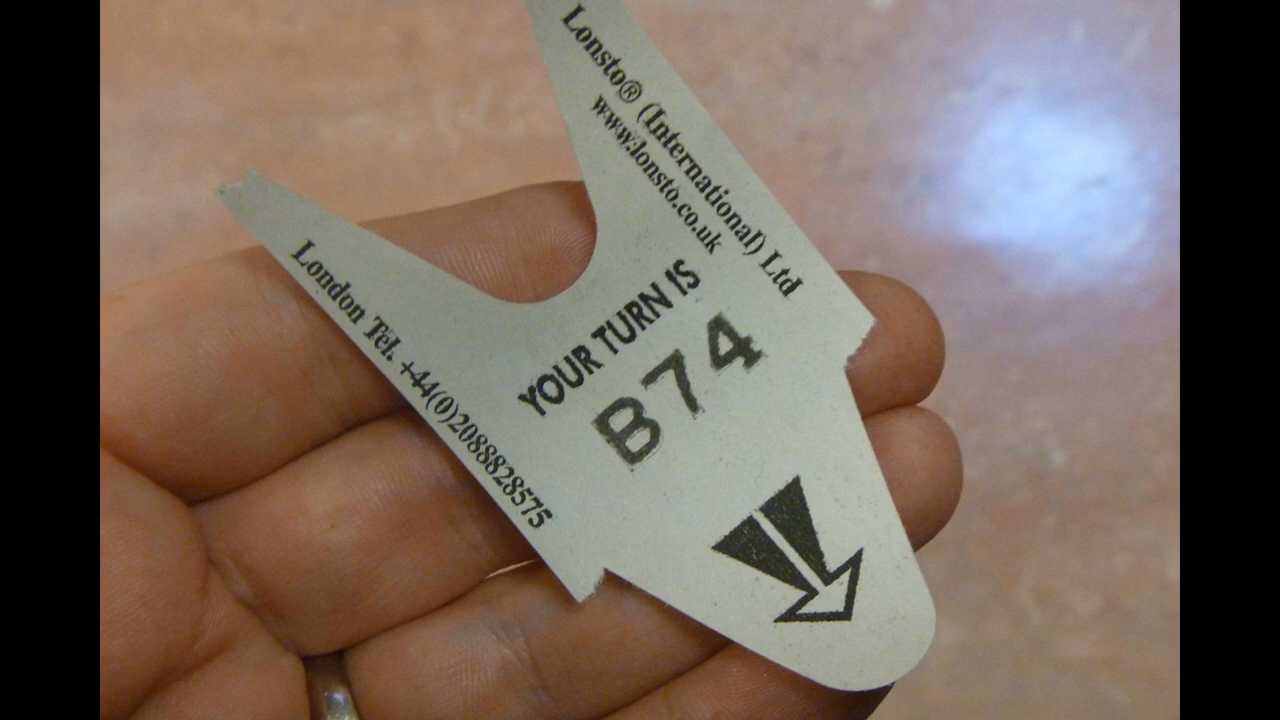 Lonsto® (International) Ltd
www.lonsto.co.uk
YOUR TURN IS
B74
London Tel. +44(0)2088828575